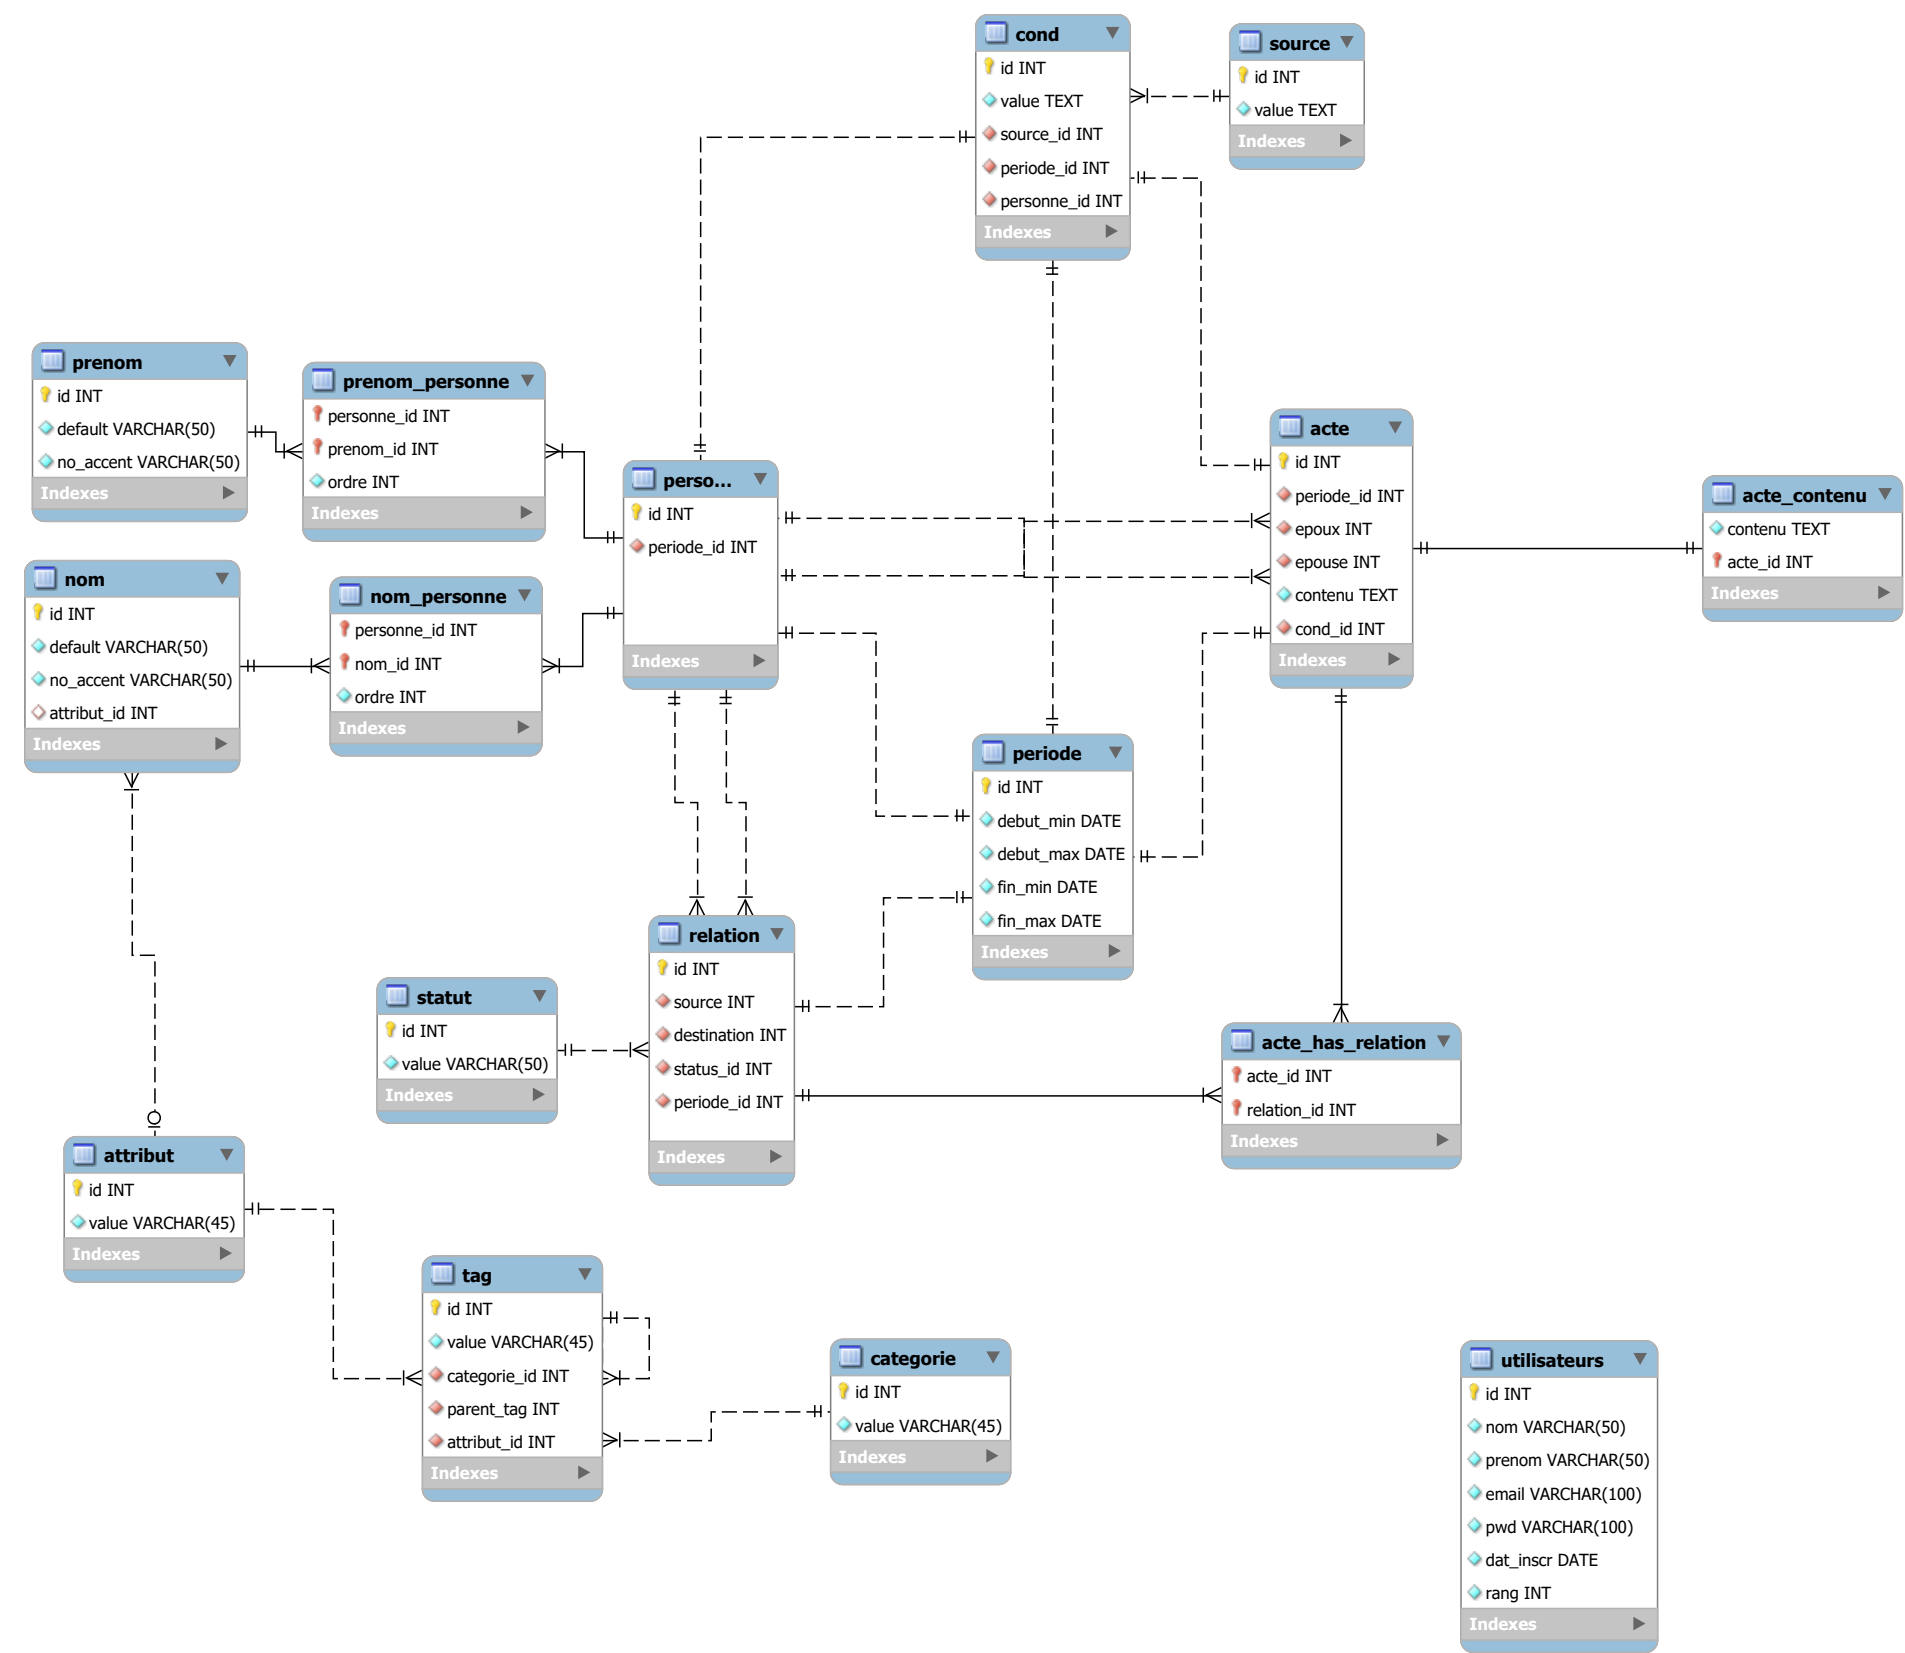 cond
id INT
value TEXT
source_id INT
periode_id INT
personne_id INT
Indexes
source
id INT
value TEXT
Indexes
prenom
id INT
default VARCHAR(50)
no_accent VARCHAR(50)
Indexes
prenom_personne
personne_id INT
prenom_id INT
ordre INT
Indexes
perso...
id INT
periode_id INT
Indexes
acte
id INT
periode_id INT
epoux INT
epouse INT
contenu TEXT
cond_id INT
Indexes
acte_contenu
contenu TEXT
acte_id INT
Indexes
nom
id INT
default VARCHAR(50)
no_accent VARCHAR(50)
attribut_id INT
Indexes
nom_personne
personne_id INT
nom_id INT
ordre INT
Indexes
periode
id INT
debut_min DATE
debut_max DATE
fin_min DATE
fin_max DATE
Indexes
relation
id INT
source INT
destination INT
status_id INT
periode_id INT
Indexes
statut
id INT
value VARCHAR(50)
Indexes
acte_has_relation
acte_id INT
relation_id INT
Indexes
attribut
id INT
value VARCHAR(45)
Indexes
tag
id INT
value VARCHAR(45)
categorie_id INT
parent_tag INT
attribut_id INT
Indexes
categorie
id INT
value VARCHAR(45)
Indexes
utilisateurs
id INT
nom VARCHAR(50)
prenom VARCHAR(50)
email VARCHAR(100)
pwd VARCHAR(100)
dat_inscr DATE
rang INT
Indexes